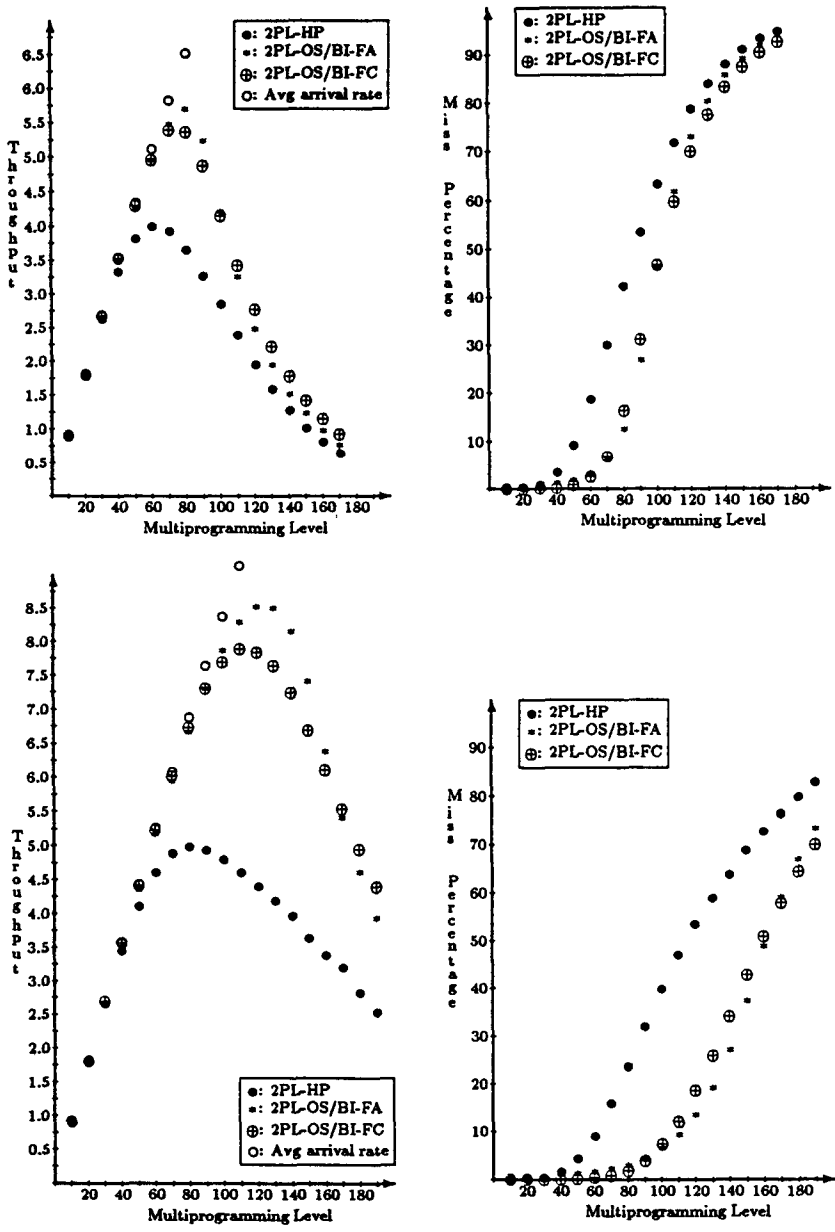 Throughput
6.5
6.0
5.5
5.0
4.5
4.0
3.5
3.0
2.5
2.0
1.5
1.0
0.5
●: 2PL-HP
*: 2PL-OS/BI-FA
⊕: 2PL-OS/BI-FC
○: Avg arrival rate
20 40 60 80 100 120 140 160
Multiprogramming Level
Miss Percentage
90
80
70
60
50
40
30
20
10
●: 2PL-HP
*: 2PL-OS/BI-FA
⊕: 2PL-OS/BI-FC
20 40 60 80 100 120 140 160 180
Multiprogramming Level
Throughput
8.5
8.0
7.5
7.0
6.5
6.0
5.5
5.0
4.5
4.0
3.5
3.0
2.5
2.0
1.5
1.0
0.5
●: 2PL-HP
*: 2PL-OS/BI-FA
⊕: 2PL-OS/BI-FC
○: Avg arrival rate
20 40 60 80 100 120 140 160 180
Multiprogramming Level
Miss Percentage
90
80
70
60
50
40
30
20
10
●: 2PL-HP
*: 2PL-OS/BI-FA
⊕: 2PL-OS/BI-FC
20 40 60 80 100 120 140 160 180
Multiprogramming Level